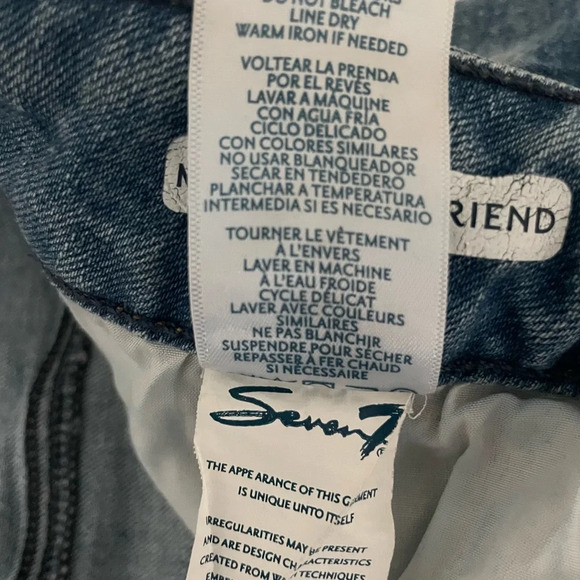 DO NOT BLEACH
LINE DRY
WARM IRON IF NEEDED
VOLTEAR LA PRENDA
POR EL REVÉS
LAVAR A MÁQUINA
CON AGUA FRÍA
CICLO DELICADO
CON COLORES SIMILARES
NO USAR BLANQUEADOR
SECAR EN TENDEDERO
PLANCHAR A TEMPERATURA
INTERMEDIA SI ES NECESARIO
TOURNER LE VÊTEMENT
À L'ENVERS
LAVER EN MACHINE
À L'EAU FROIDE
CYCLE DÉLICAT
LAVER AVEC COULEURS
SIMILAIRES
NE PAS BLANCHIR
SUSPENDRE POUR SÉCHER
REPASSER À FER CHAUD
SI NÉCESSAIRE
RIEND
Seven7
THE APPEARANCE OF THIS GARMENT
IS UNIQUE UNTO ITSELF
IRREGULARITIES MAY BE PRESENT
AND ARE DESIGN CHARACTERISTICS
CREATED FROM TECHNIQUES